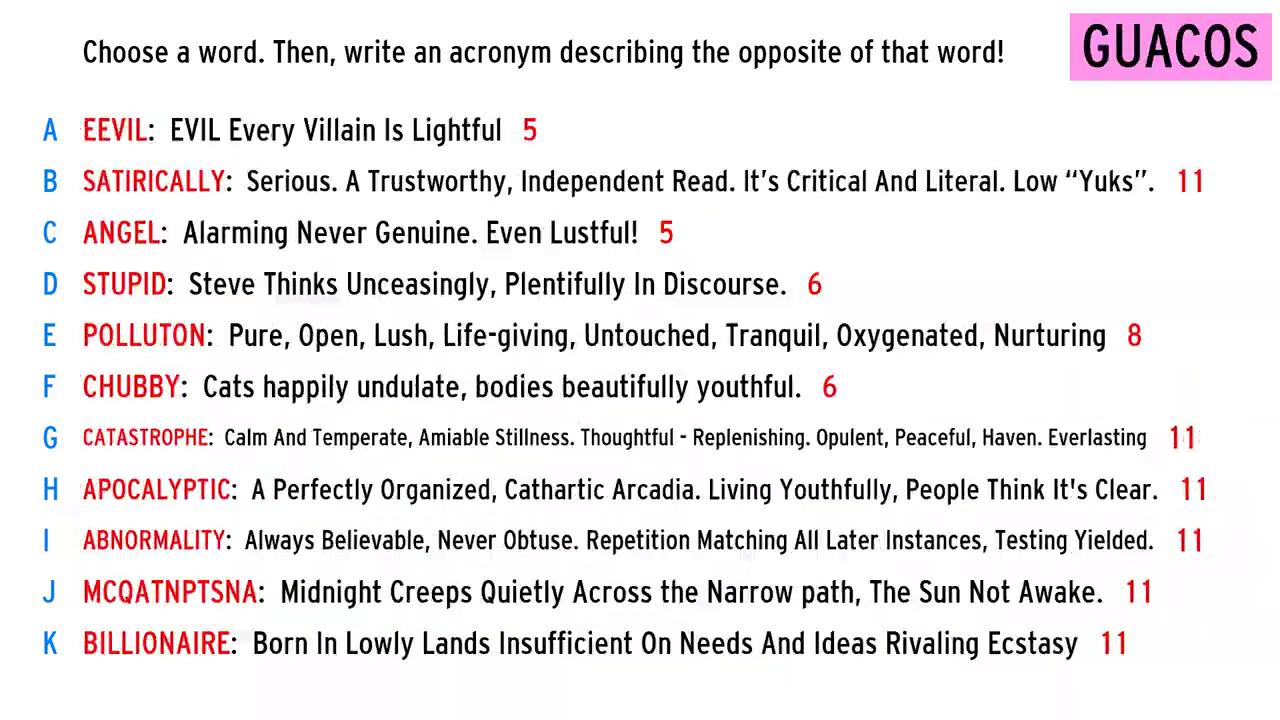 Choose a word. Then, write an acronym describing the opposite of that word!
GUACOS
A EEVIL: EVIL Every Villain Is Lightful 5
B SATIRICALLY: Serious. A Trustworthy, Independent Read. It's Critical And Literal. Low “Yuks”. 11
C ANGEL: Alarming Never Genuine. Even Lustful! 5
D STUPID: Steve Thinks Unceasingly, Plentifully In Discourse. 6
E POLLUTON: Pure, Open, Lush, Life-giving, Untouched, Tranquil, Oxygenated, Nurturing 8
F CHUBBY: Cats happily undulate, bodies beautifully youthful. 6
G CATASTROPHE: Calm And Temperate, Amiable Stillness. Thoughtful - Replenishing. Opulent, Peaceful, Haven. Everlasting 11
H APOCALYPTIC: A Perfectly Organized, Cathartic Arcadia. Living Youthfully, People Think It's Clear. 11
I ABNORMALITY: Always Believable, Never Obtuse. Repetition Matching All Later Instances, Testing Yielded. 11
J MCQATNPTSNA: Midnight Creeps Quietly Across the Narrow path, The Sun Not Awake. 11
K BILLIONAIRE: Born In Lowly Lands Insufficient On Needs And Ideas Rivaling Ecstasy 11